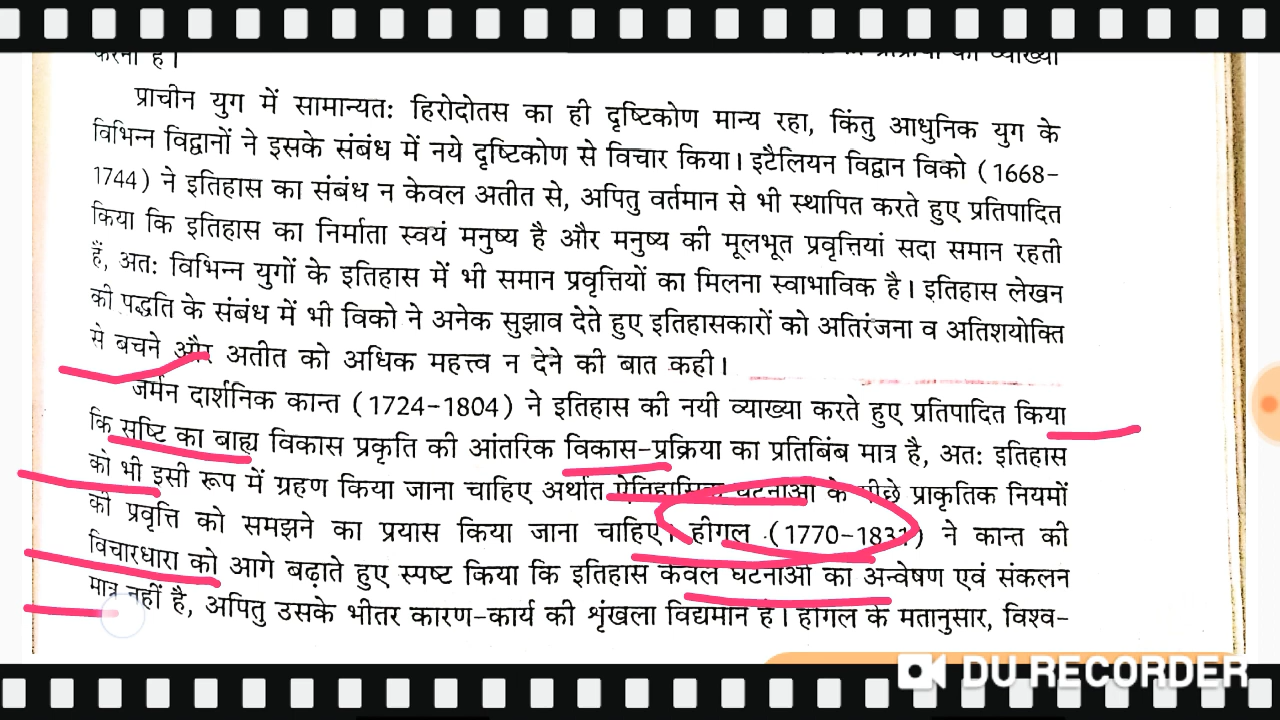 करना है।
व्याख्या
प्राचीन युग में सामान्यतः हिरोदोतस का ही दृष्टिकोण मान्य रहा, किंतु आधुनिक युग के
विभिन्न विद्वानों ने इसके संबंध में नये दृष्टिकोण से विचार किया। इटैलियन विद्वान विको (1668-
1744) ने इतिहास का संबंध न केवल अतीत से, अपितु वर्तमान से भी स्थापित करते हुए प्रतिपादित
किया कि इतिहास का निर्माता स्वयं मनुष्य है और मनुष्य की मूलभूत प्रवृत्तियां सदा समान रहती
हैं, अतः विभिन्न युगों के इतिहास में भी समान प्रवृत्तियों का मिलना स्वाभाविक है। इतिहास लेखन
की पद्धति के संबंध में भी विको ने अनेक सुझाव देते हुए इतिहासकारों को अतिरंजना व अतिशयोक्ति
से बचने और अतीत को अधिक महत्त्व न देने की बात कही।
जर्मन दार्शनिक कान्त (1724-1804) ने इतिहास की नयी व्याख्या करते हुए प्रतिपादित किया
कि सृष्टि का बाह्य विकास प्रकृति की आंतरिक विकास-प्रक्रिया का प्रतिबिंब मात्र है, अतः इतिहास
को भी इसी रूप में ग्रहण किया जाना चाहिए अर्थात ऐतिहासिक घटनाओं के पीछे प्राकृतिक नियमों
की प्रवृत्ति को समझने का प्रयास किया जाना चाहिए। हीगल (1770-1831) ने कान्त की
विचारधारा को आगे बढ़ाते हुए स्पष्ट किया कि इतिहास केवल घटनाओं का अन्वेषण एवं संकलन
मात्र नहीं है, अपितु उसके भीतर कारण-कार्य की शृंखला विद्यमान है। हीगल के मतानुसार, विश्व-
DU RECORDER